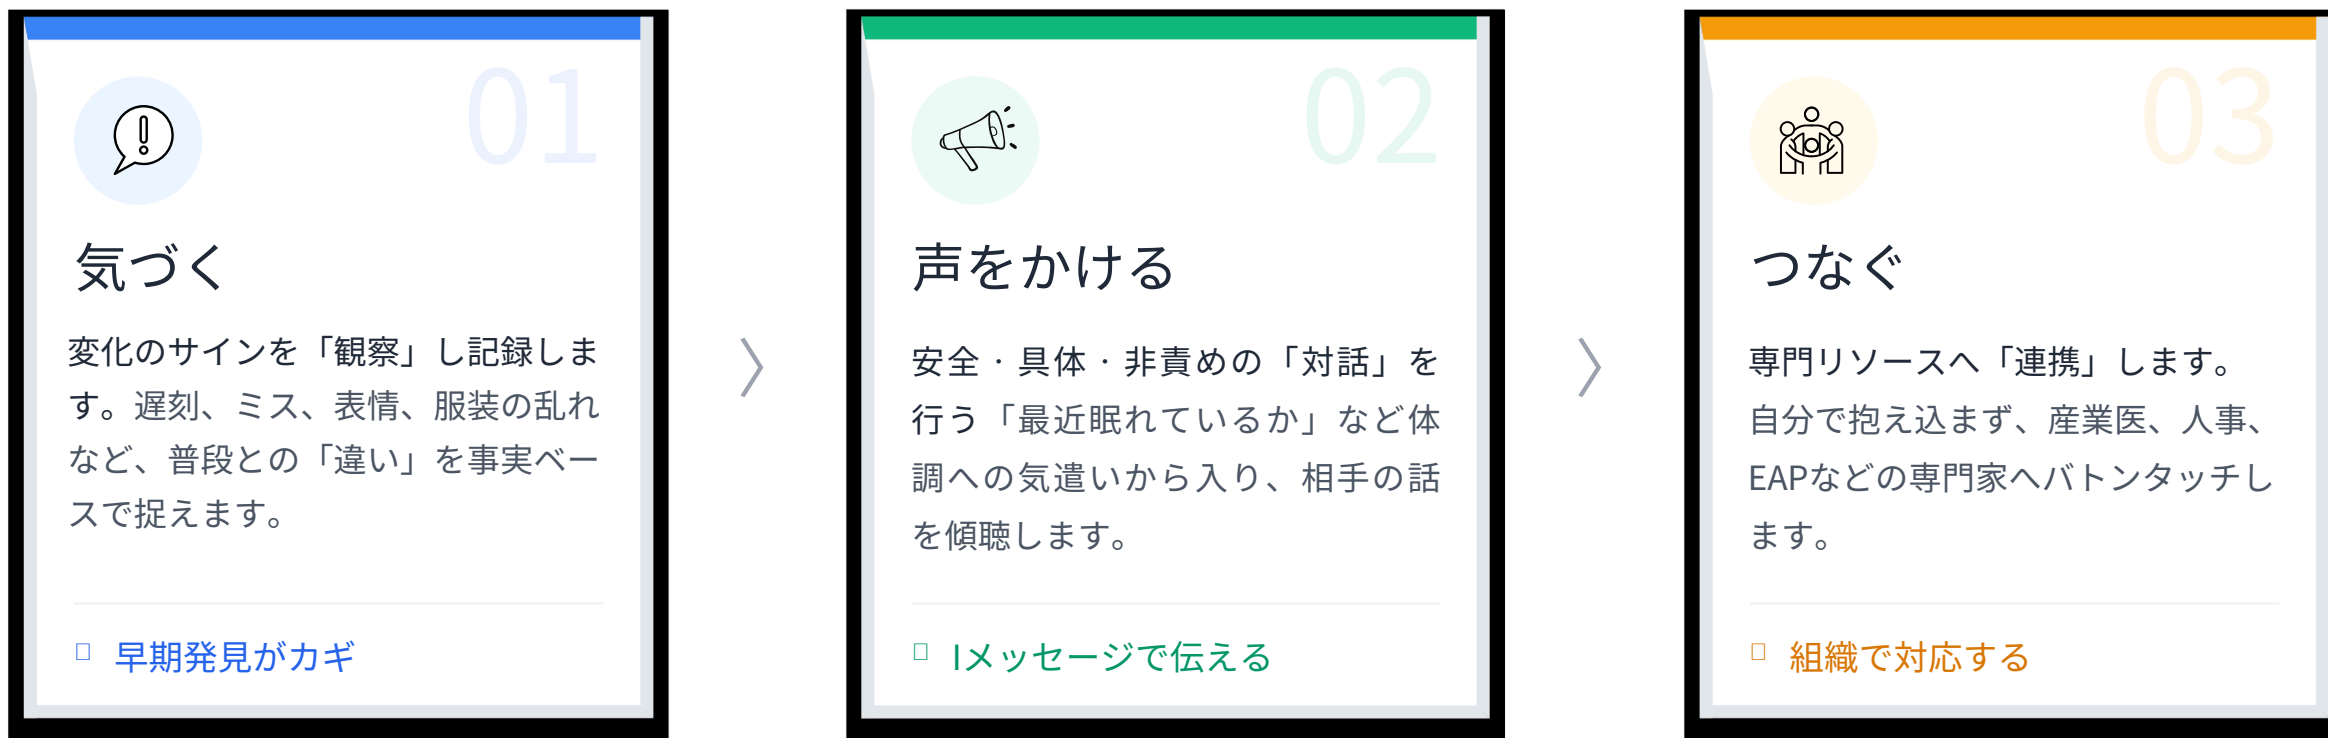 01
気づく
変化のサインを「観察」し記録しま
す。遅刻、ミス、表情、服装の乱れ
など、普段との「違い」を事実ベー
スで捉えます。
早期発見がカギ
02
声をかける
安全・具体・非責めの「対話」を
行う「最近眠れているか」など体
調への気遣いから入り、相手の話
を傾聴します。
Iメッセージで伝える
03
つなぐ
専門リソースへ「連携」します。
自分で抱え込まず、産業医、人事、
EAPなどの専門家へバトンタッチし
ます。
組織で対応する